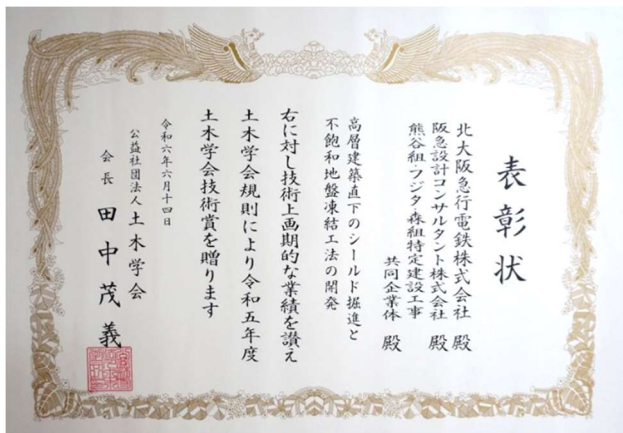 表彰状
北大阪急行電鉄株式会社 殿
阪急設計コンサルタント株式会社 殿
熊谷組・フジタ・森組特定建設工事
共同企業体 殿
高層建築直下のシールド掘進と
不飽和地盤凍結工法の開発
右に対し技術上画期的な業績を讃え
土木学会規則により令和五年度
土木学会技術賞を贈ります
令和六年六月十四日
公益社団法人 土木学会
会長 田中茂義